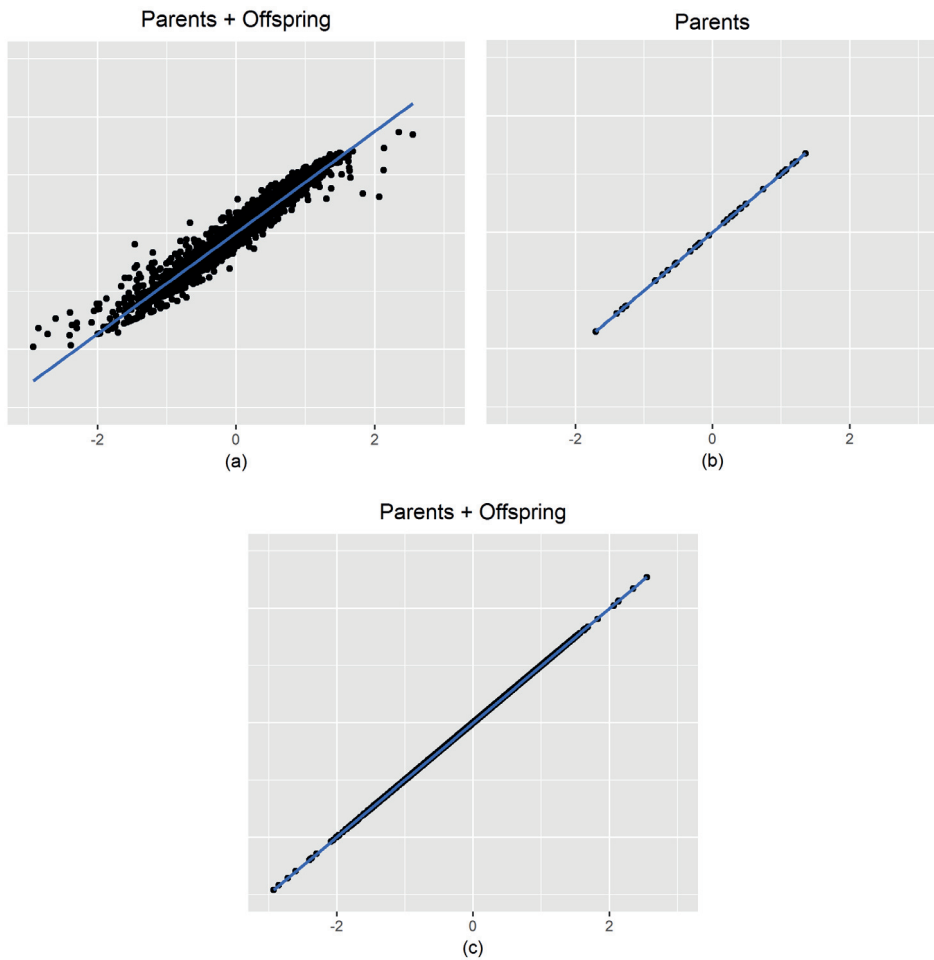 Parents + Offspring
-2 0 2
(a)
Parents
-2 0 2
(b)
Parents + Offspring
-2 0 2
(c)